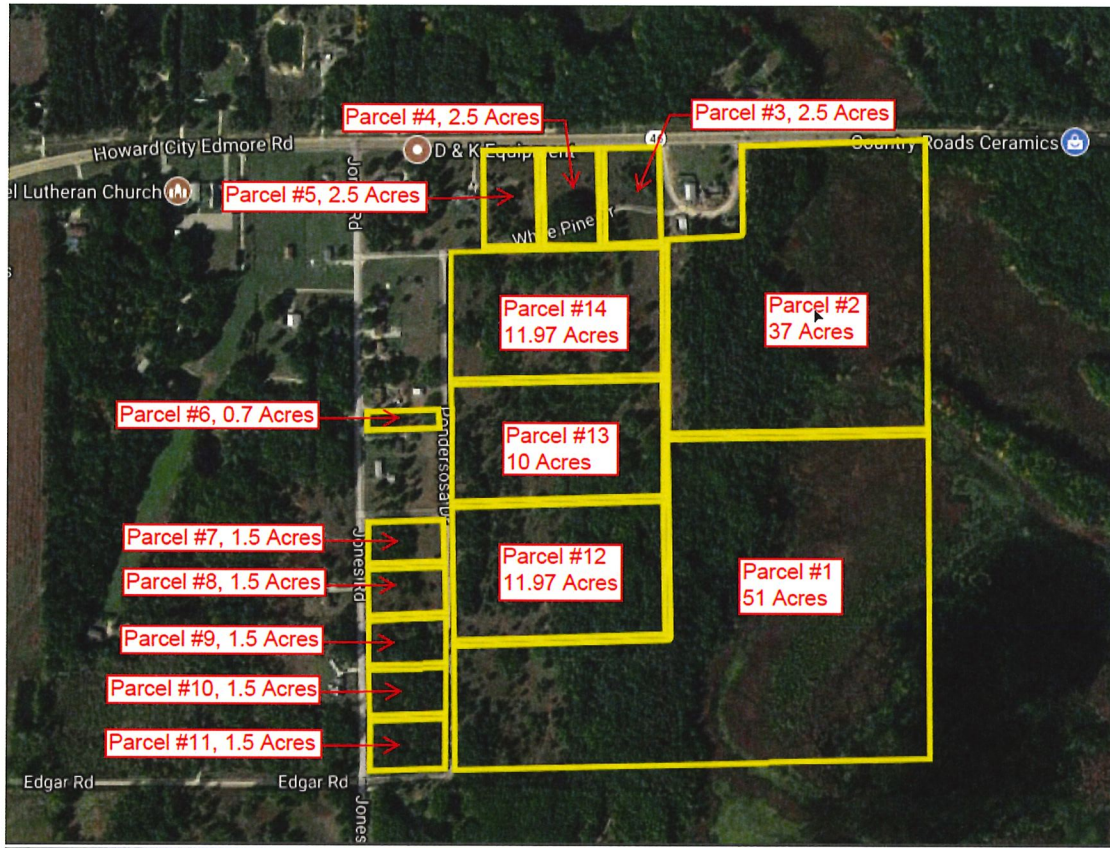 Parcel #4, 2.5 Acres
Parcel #3, 2.5 Acres
Howard City Edmore Rd
D & K Equipment
46
Country Roads Ceramics
el Lutheran Church
Parcel #5, 2.5 Acres
White Pine Dr
Parcel #14
11.97 Acres
Parcel #2
37 Acres
Parcel #6, 0.7 Acres
Parcel #13
10 Acres
Parcel #7, 1.5 Acres
Jones Rd
Parcel #12
11.97 Acres
Parcel #8, 1.5 Acres
Parcel #1
51 Acres
Parcel #9, 1.5 Acres
Parcel #10, 1.5 Acres
Parcel #11, 1.5 Acres
Edgar Rd
Edgar Rd
Jones